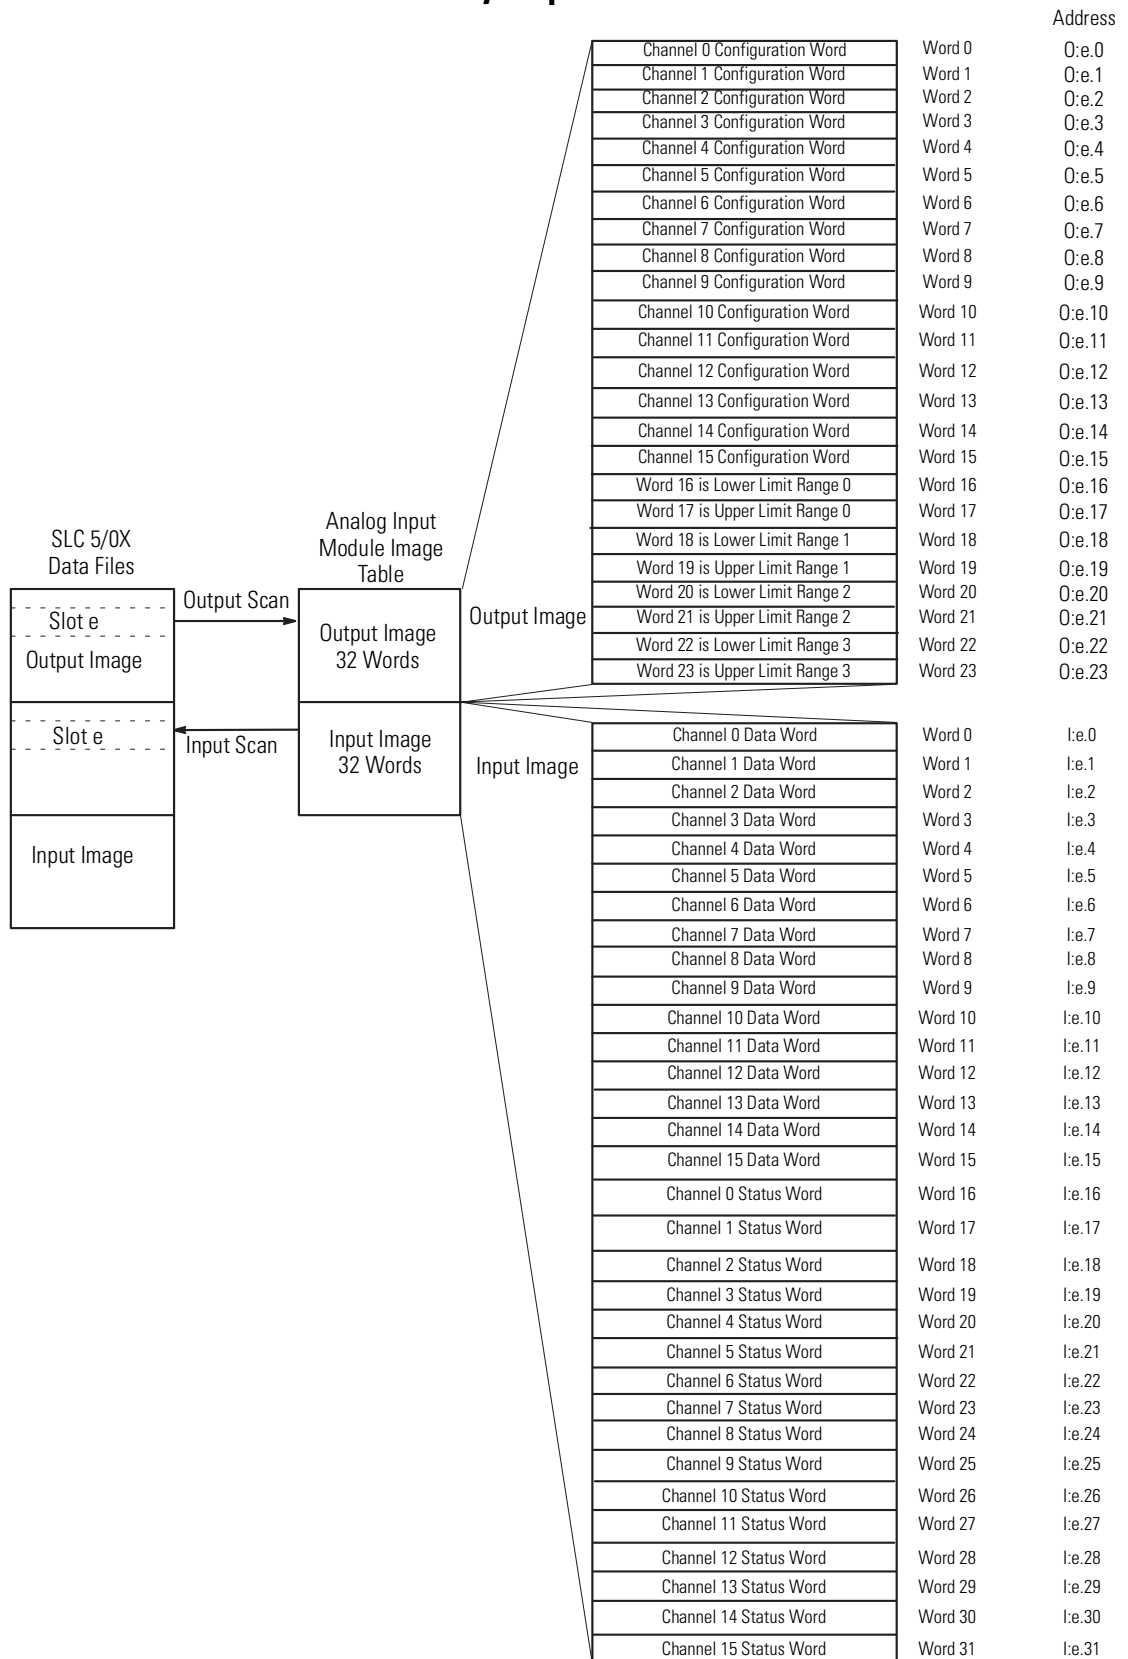 Address
Channel 0 Configuration Word Word 0 O:e.0
Channel 1 Configuration Word Word 1 O:e.1
Channel 2 Configuration Word Word 2 O:e.2
Channel 3 Configuration Word Word 3 O:e.3
Channel 4 Configuration Word Word 4 O:e.4
Channel 5 Configuration Word Word 5 O:e.5
Channel 6 Configuration Word Word 6 O:e.6
Channel 7 Configuration Word Word 7 O:e.7
Channel 8 Configuration Word Word 8 O:e.8
Channel 9 Configuration Word Word 9 O:e.9
Channel 10 Configuration Word Word 10 O:e.10
Channel 11 Configuration Word Word 11 O:e.11
Channel 12 Configuration Word Word 12 O:e.12
Channel 13 Configuration Word Word 13 O:e.13
Channel 14 Configuration Word Word 14 O:e.14
Channel 15 Configuration Word Word 15 O:e.15
Word 16 is Lower Limit Range 0 Word 16 O:e.16
Word 17 is Upper Limit Range 0 Word 17 O:e.17
Word 18 is Lower Limit Range 1 Word 18 O:e.18
Word 19 is Upper Limit Range 1 Word 19 O:e.19
Word 20 is Lower Limit Range 2 Word 20 O:e.20
Word 21 is Upper Limit Range 2 Word 21 O:e.21
Word 22 is Lower Limit Range 3 Word 22 O:e.22
Word 23 is Upper Limit Range 3 Word 23 O:e.23
SLC 5/0X
Data Files
Slot e
Output Image
Slot e
Input Image
Output Scan
Input Scan
Analog Input
Module Image
Table
Output Image
32 Words
Input Image
32 Words
Output Image
Input Image
Channel 0 Data Word Word 0 I:e.0
Channel 1 Data Word Word 1 I:e.1
Channel 2 Data Word Word 2 I:e.2
Channel 3 Data Word Word 3 I:e.3
Channel 4 Data Word Word 4 I:e.4
Channel 5 Data Word Word 5 I:e.5
Channel 6 Data Word Word 6 I:e.6
Channel 7 Data Word Word 7 I:e.7
Channel 8 Data Word Word 8 I:e.8
Channel 9 Data Word Word 9 I:e.9
Channel 10 Data Word Word 10 I:e.10
Channel 11 Data Word Word 11 I:e.11
Channel 12 Data Word Word 12 I:e.12
Channel 13 Data Word Word 13 I:e.13
Channel 14 Data Word Word 14 I:e.14
Channel 15 Data Word Word 15 I:e.15
Channel 0 Status Word Word 16 I:e.16
Channel 1 Status Word Word 17 I:e.17
Channel 2 Status Word Word 18 I:e.18
Channel 3 Status Word Word 19 I:e.19
Channel 4 Status Word Word 20 I:e.20
Channel 5 Status Word Word 21 I:e.21
Channel 6 Status Word Word 22 I:e.22
Channel 7 Status Word Word 23 I:e.23
Channel 8 Status Word Word 24 I:e.24
Channel 9 Status Word Word 25 I:e.25
Channel 10 Status Word Word 26 I:e.26
Channel 11 Status Word Word 27 I:e.27
Channel 12 Status Word Word 28 I:e.28
Channel 13 Status Word Word 29 I:e.29
Channel 14 Status Word Word 30 I:e.30
Channel 15 Status Word Word 31 I:e.31